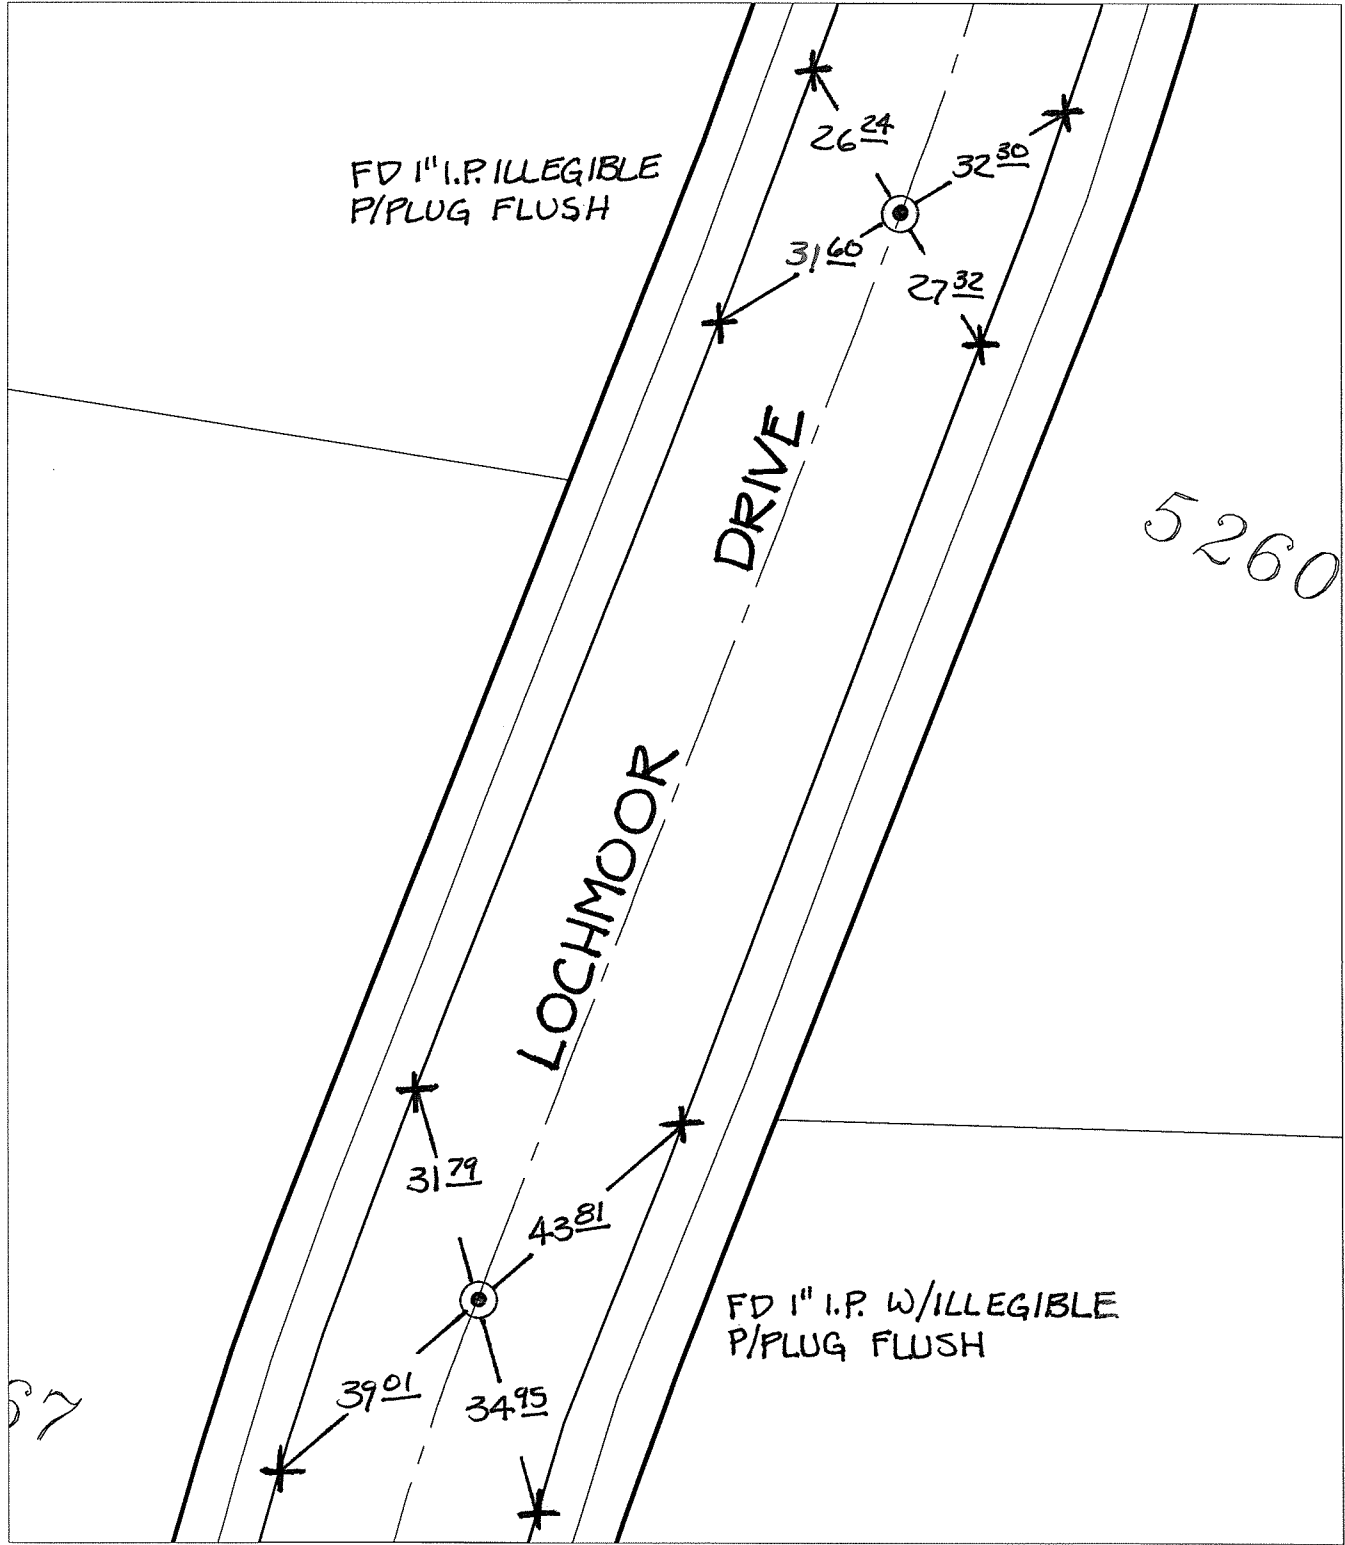 26 24
32 30
FD 1" I.P. ILLEGIBLE
P/PLUG FLUSH
31 60
27 32
LOCHMOOR DRIVE
5260
31 79
43 81
FD 1" I.P. W/ILLEGIBLE
P/PLUG FLUSH
39 01
34 95
67